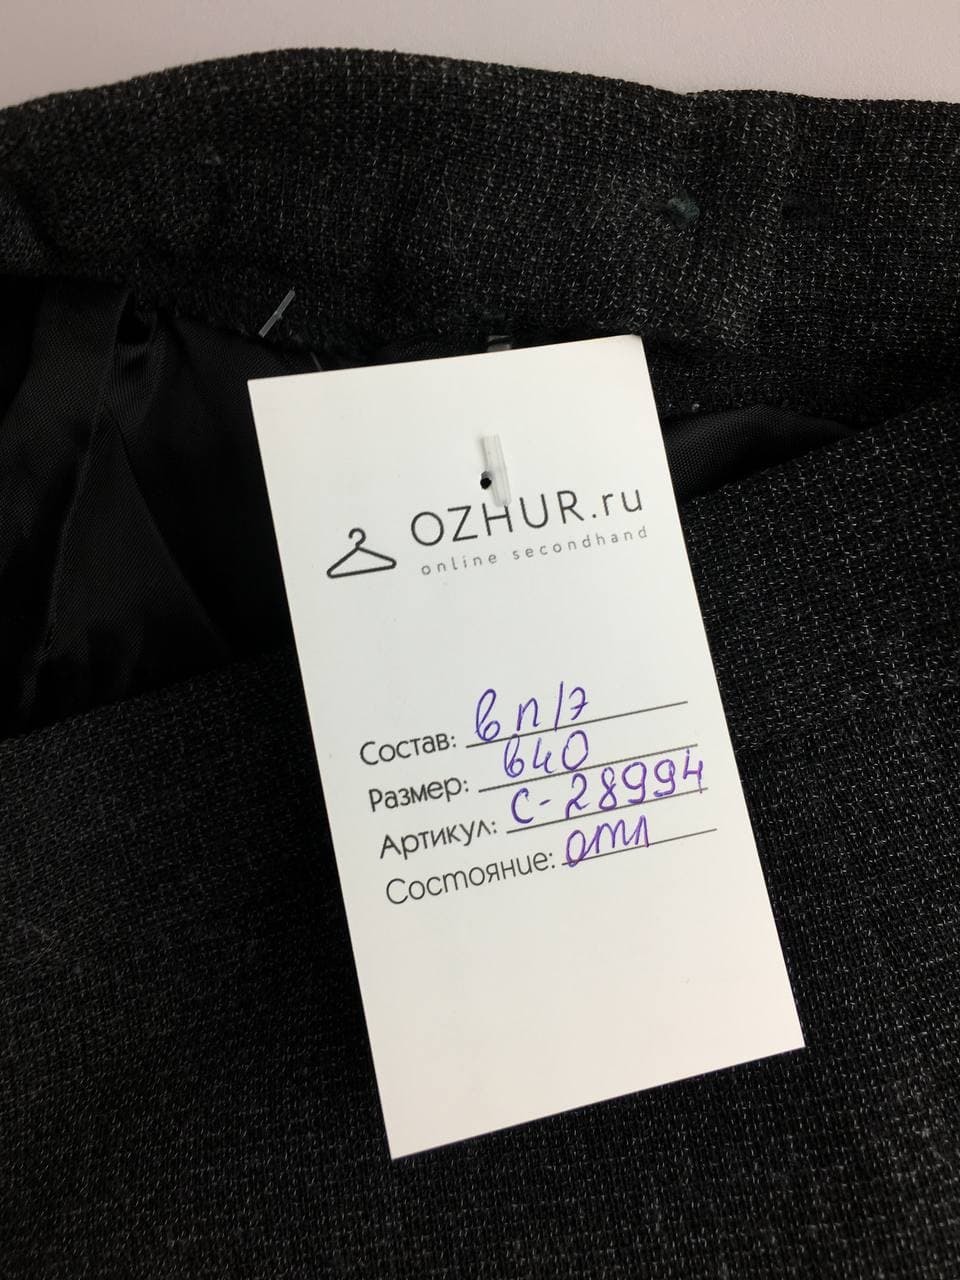 OZHUR.ru
online secondhand
Состав: в п/э
Размер: в40
Артикул: С-28994
Состояние: отл